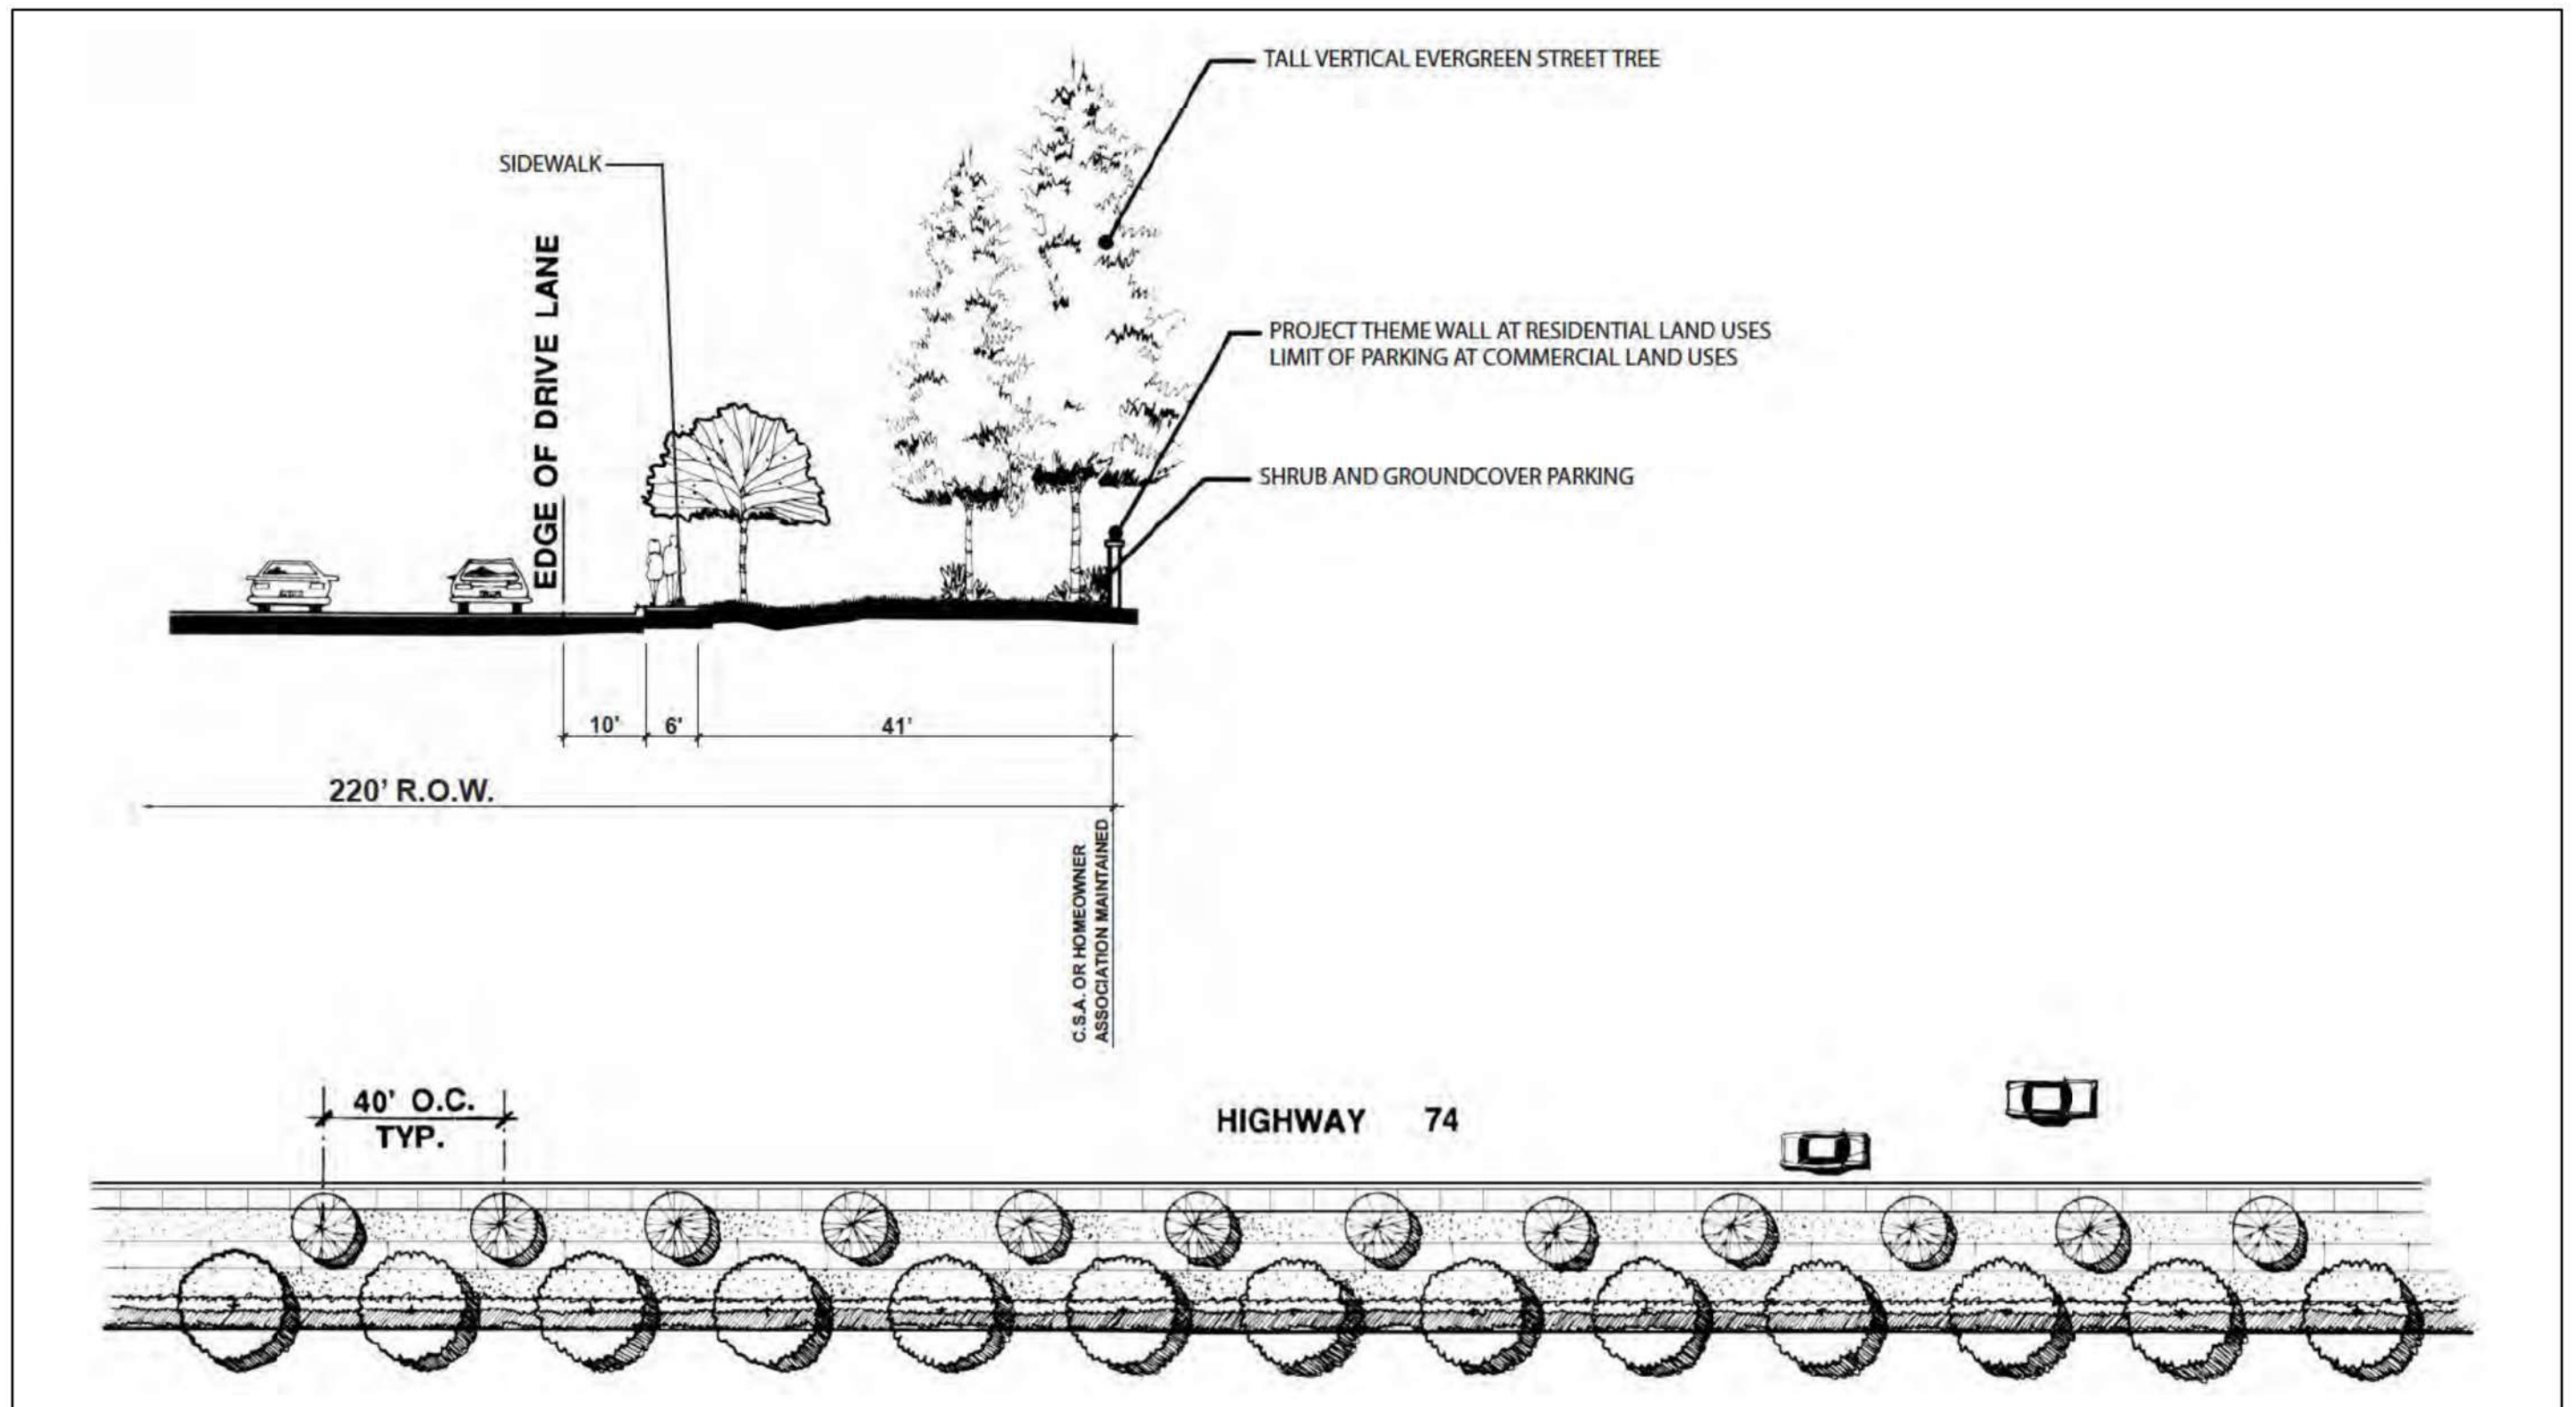 TALL VERTICAL EVERGREEN STREET TREE
SIDEWALK
EDGE OF DRIVE LANE
PROJECT THEME WALL AT RESIDENTIAL LAND USES
LIMIT OF PARKING AT COMMERCIAL LAND USES
SHRUB AND GROUNDCOVER PARKING
10' 6' 41'
220' R.O.W.
C.S.A. OR HOMEOWNER
ASSOCIATION MAINTAINED
40' O.C.
TYP.
HIGHWAY 74